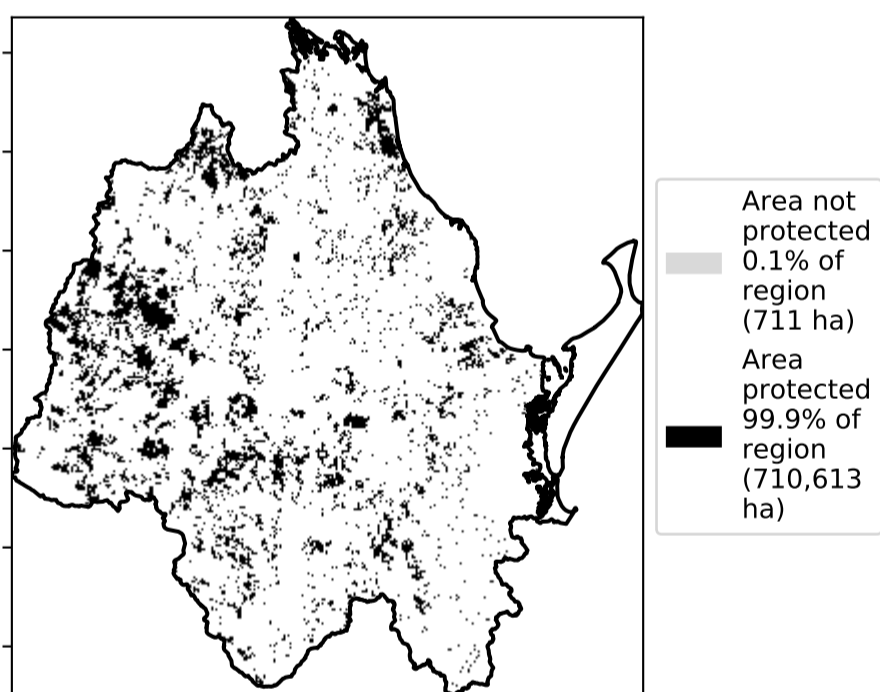 Area not
protected
0.1% of
region
(711 ha)
Area
protected
99.9% of
region
(710,613
ha)